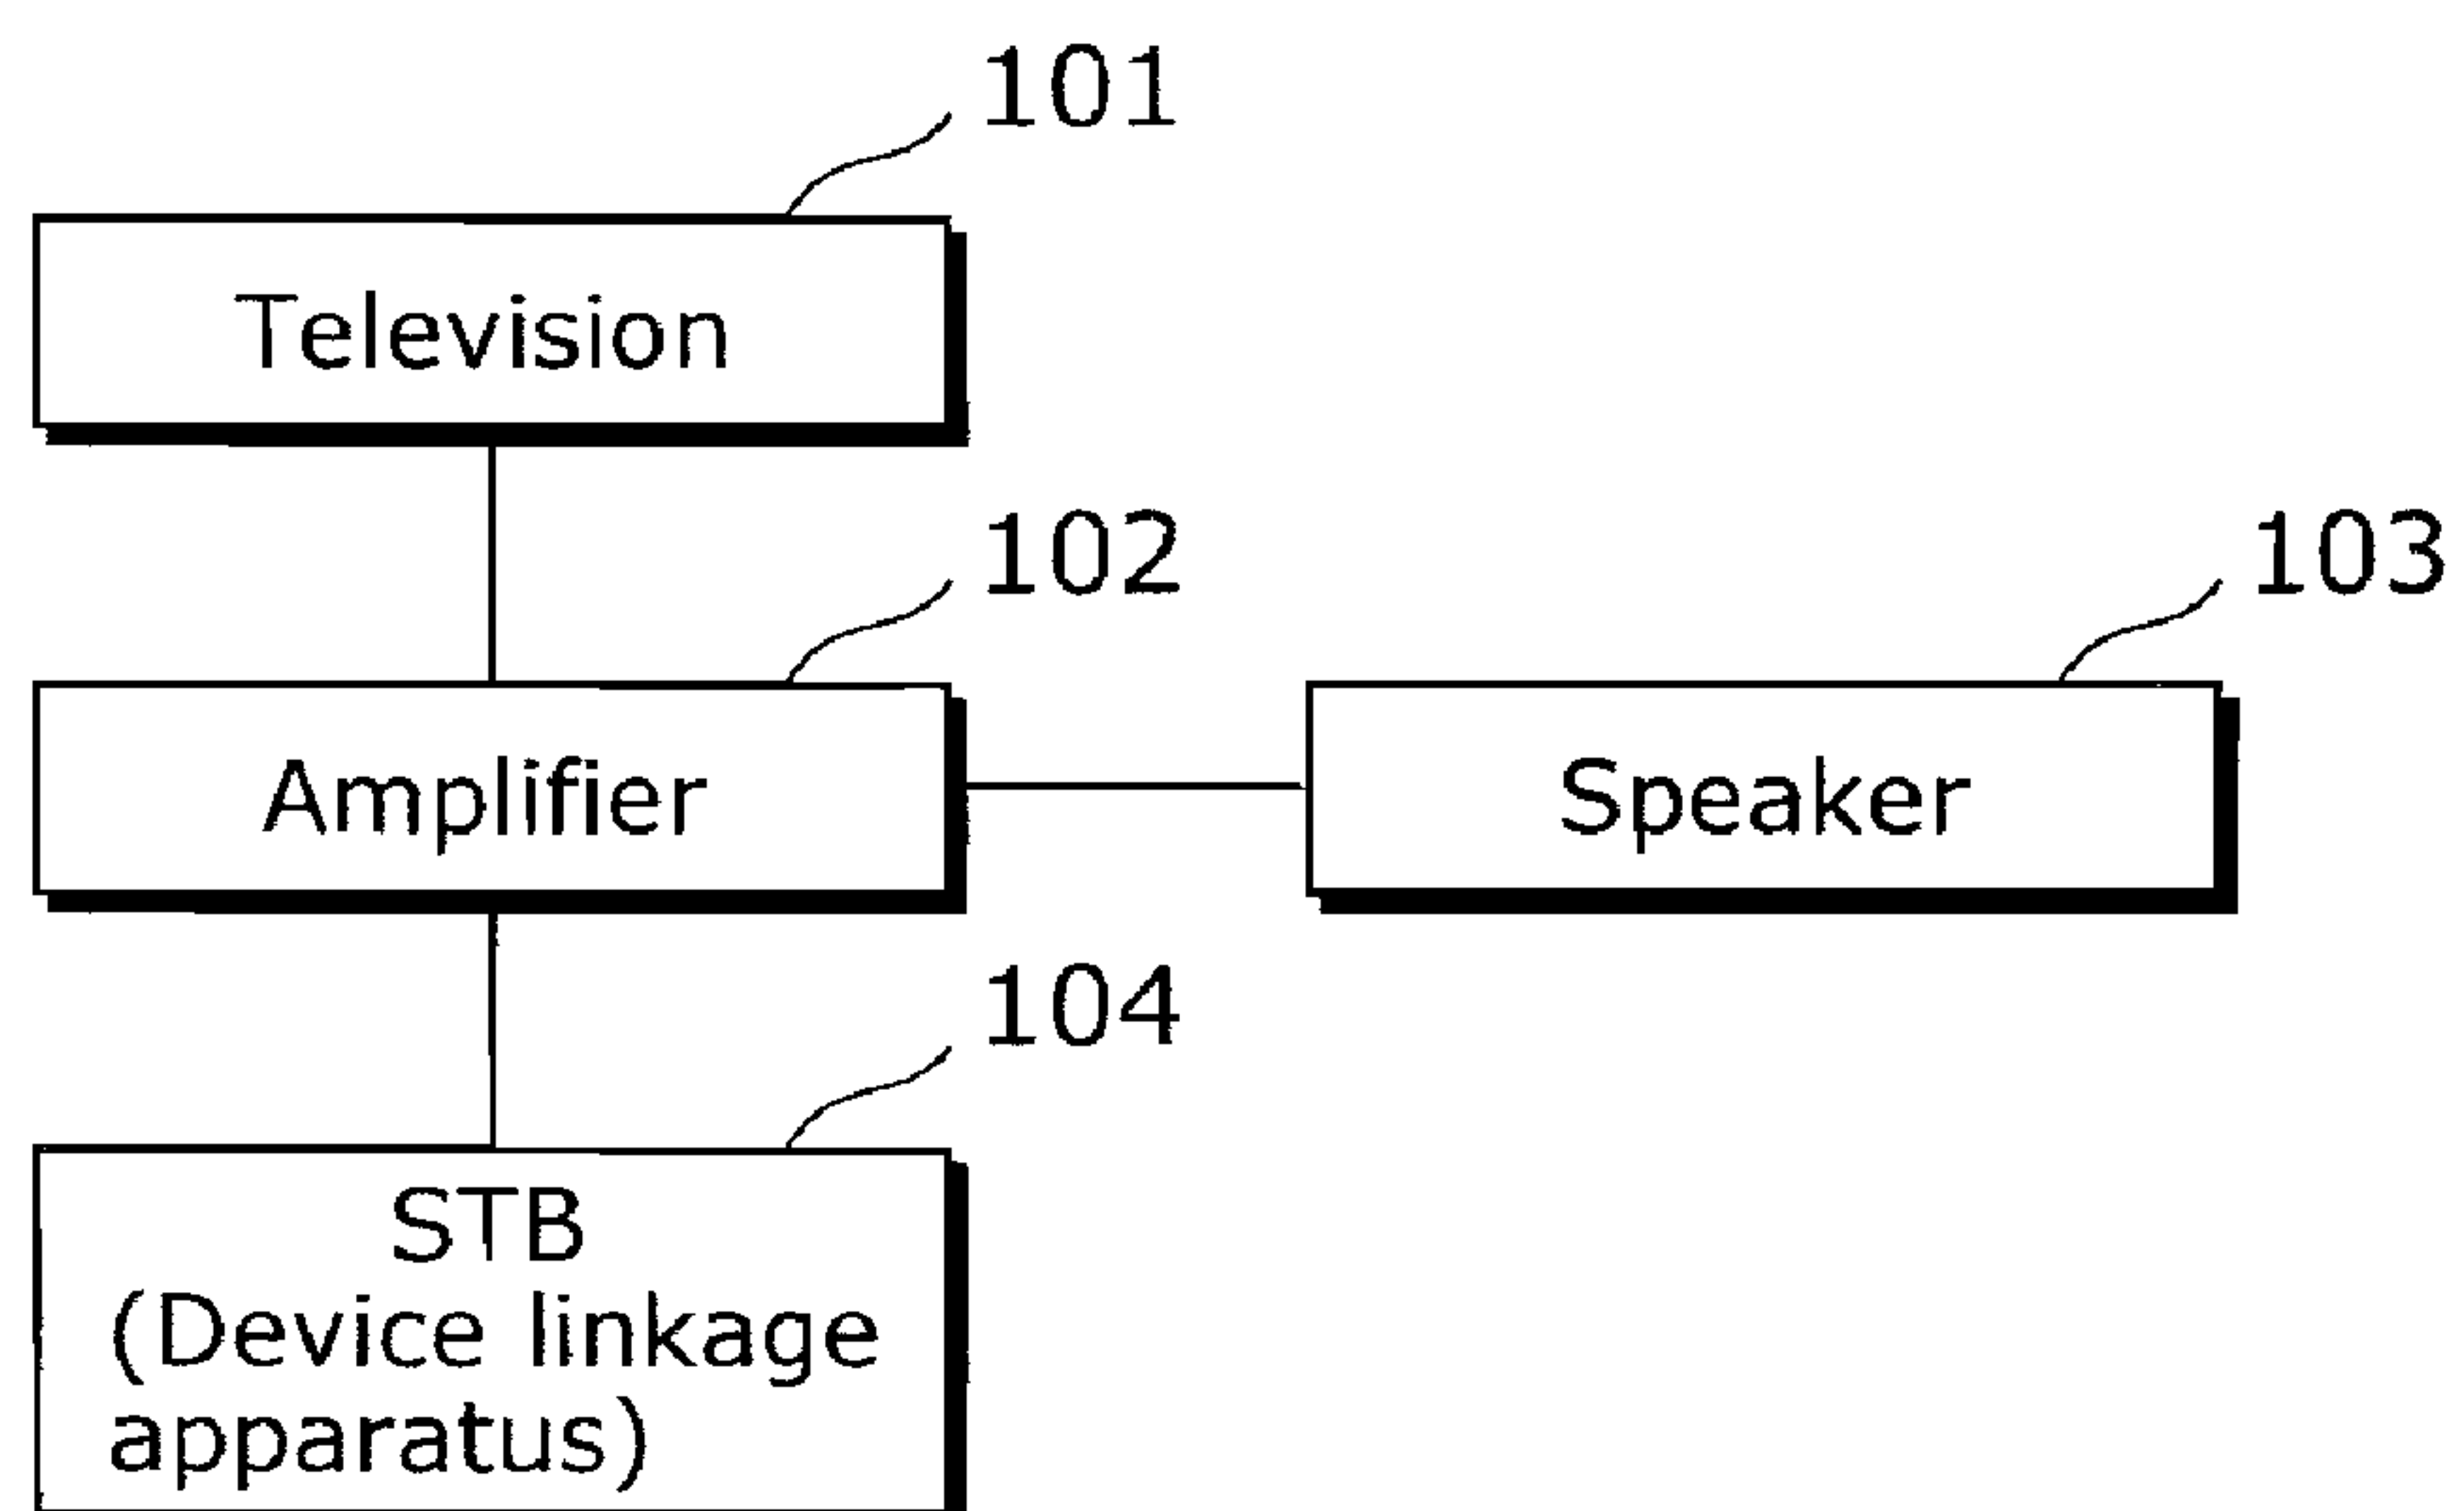 101
Television
102
103
Amplifier
Speaker
104
STB
(Device linkage
apparatus)